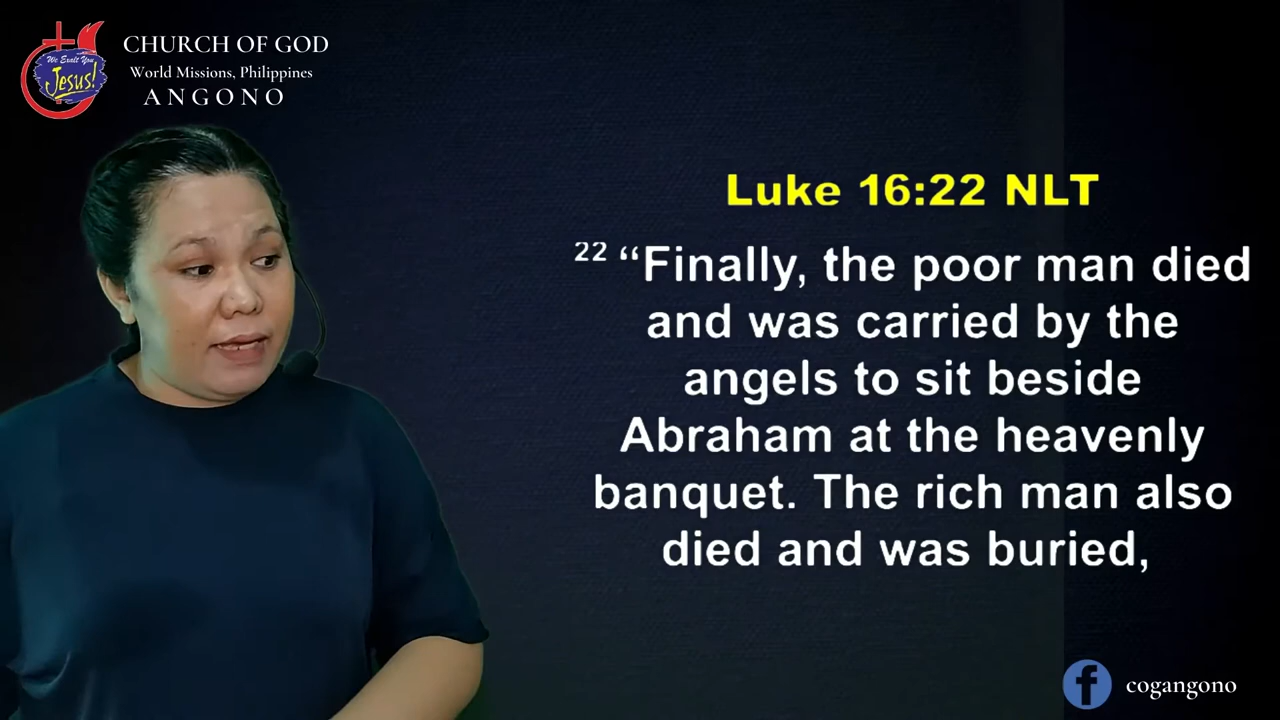 We Exalt You
Jesus!
CHURCH OF GOD
World Missions, Philippines
ANGONO
Luke 16:22 NLT
22 “Finally, the poor man died
and was carried by the
angels to sit beside
Abraham at the heavenly
banquet. The rich man also
died and was buried,
f
cogangono